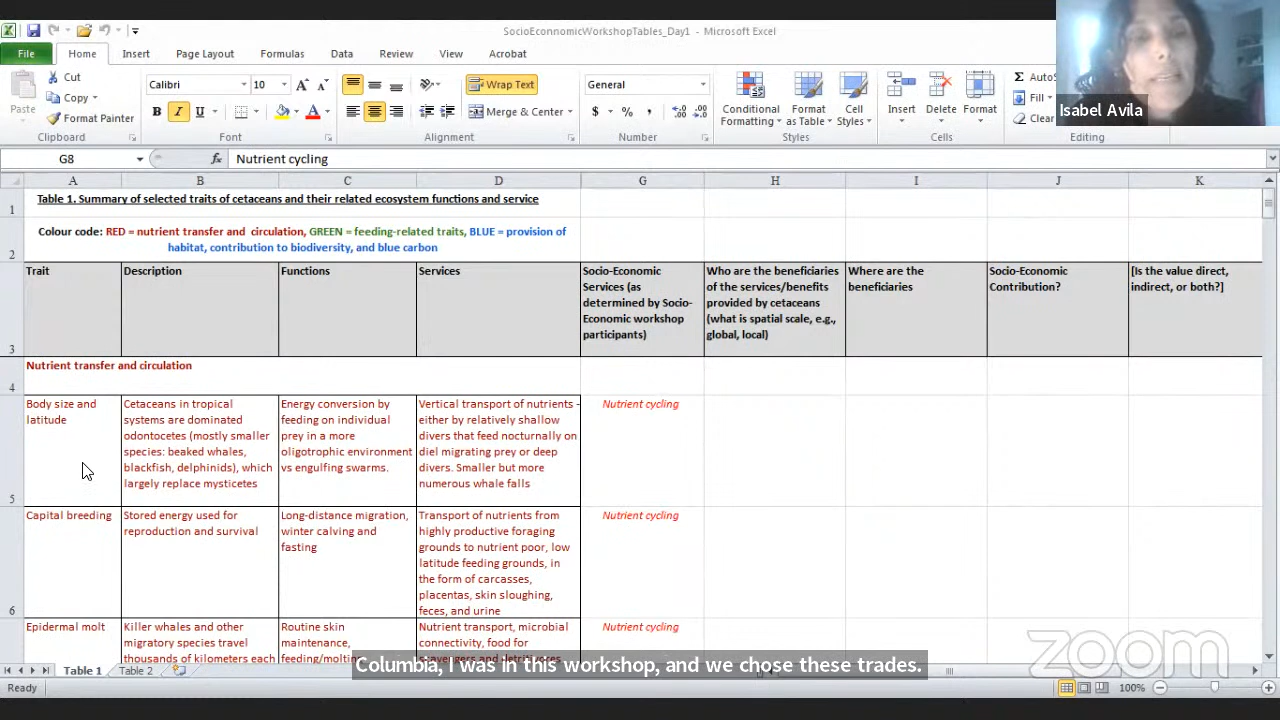 SocioEconnomicWorkshopTables_Day1 - Microsoft Excel
File Home Insert Page Layout Formulas Data Review View Acrobat
Paste
Cut
Copy
Format Painter
Clipboard
Calibri 10
B I U
Font
Wrap Text
Merge & Center
Alignment
General
$ % ,
Number
Conditional Formatting
Format as Table
Cell Styles
Styles
Insert Delete Format
Cells
Fill
Clear
Editing
Isabel Avila
G8 fx Nutrient cycling
A B C D G H I J K
1
Table 1. Summary of selected traits of cetaceans and their related ecosystem functions and service
2
Colour code: RED = nutrient transfer and circulation, GREEN = feeding-related traits, BLUE = provision of
habitat, contribution to biodiversity, and blue carbon
3
Trait
Description
Functions
Services
Socio-Economic
Services (as
determined by Socio-
Economic workshop
participants)
Who are the beneficiaries
of the services/benefits
provided by cetaceans
(what is spatial scale, e.g.,
global, local)
Where are the
beneficiaries
Socio-Economic
Contribution?
[Is the value direct,
indirect, or both?]
4
Nutrient transfer and circulation
5
Body size and
latitude
Cetaceans in tropical
systems are dominated
odontocetes (mostly smaller
species: beaked whales,
blackfish, delphinids), which
largely replace mysticetes
Energy conversion by
feeding on individual
prey in a more
oligotrophic environment
vs engulfing swarms.
Vertical transport of nutrients -
either by relatively shallow
divers that feed nocturnally on
diel migrating prey or deep
divers. Smaller but more
numerous whale falls
Nutrient cycling
6
Capital breeding
Stored energy used for
reproduction and survival
Long-distance migration,
winter calving and
fasting
Transport of nutrients from
highly productive foraging
grounds to nutrient poor, low
latitude feeding grounds, in
the form of carcasses,
placentas, skin sloughing,
feces, and urine
Nutrient cycling
Epidermal molt
Killer whales and other
migratory species travel
thousands of kilometers each
Routine skin
maintenance,
Nutrient transport, microbial
connectivity, food for
Nutrient cycling
Columbia, I was in this workshop, and we chose these trades.
zoom
Table 1 Table 2
Ready
100%